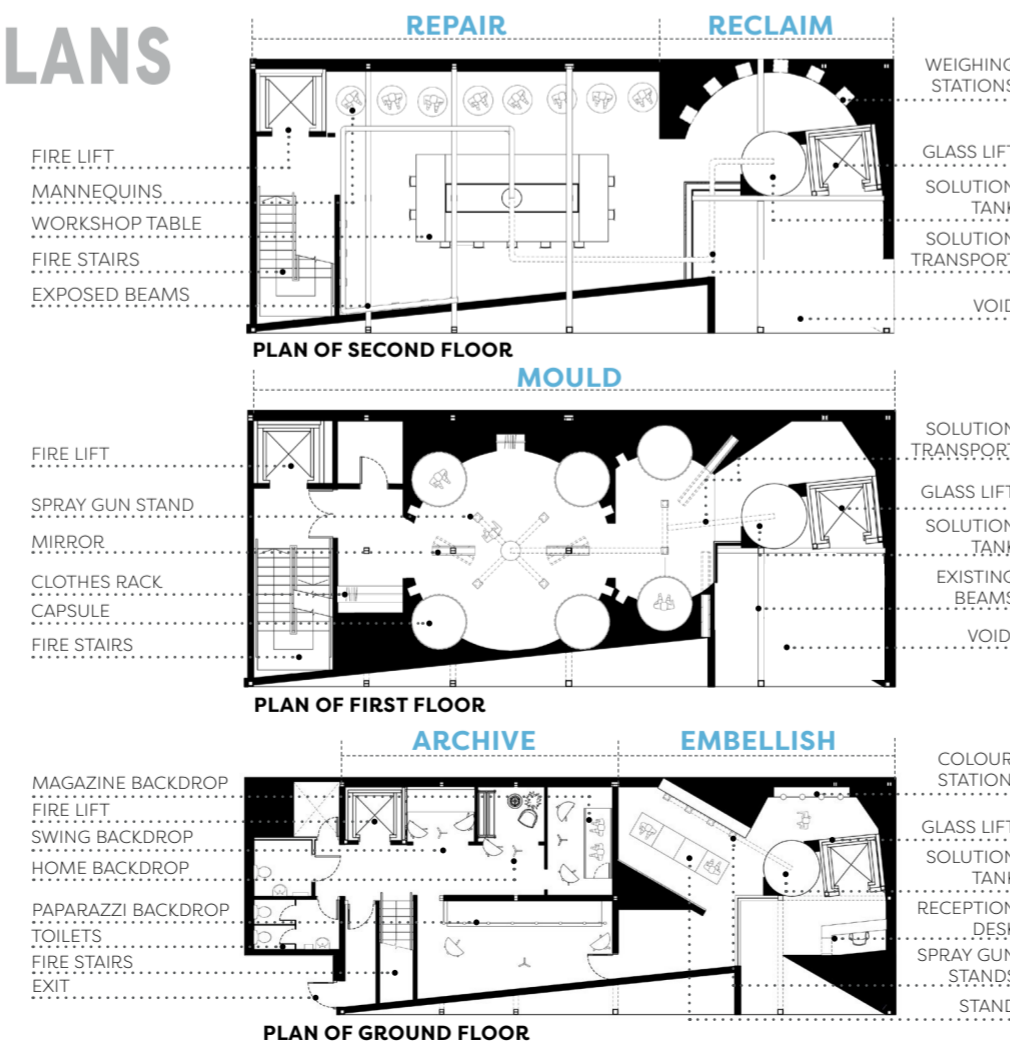 LANS
REPAIR
RECLAIM
FIRE LIFT
MANNEQUINS
WORKSHOP TABLE
FIRE STAIRS
EXPOSED BEAMS
WEIGHING
STATIONS
GLASS LIFT
SOLUTION
TANK
SOLUTION
TRANSPORT
VOID
PLAN OF SECOND FLOOR
MOULD
FIRE LIFT
SPRAY GUN STAND
MIRROR
CLOTHES RACK
CAPSULE
FIRE STAIRS
SOLUTION
TRANSPORT
GLASS LIFT
SOLUTION
TANK
EXISTING
BEAMS
VOID
PLAN OF FIRST FLOOR
ARCHIVE
EMBELLISH
MAGAZINE BACKDROP
FIRE LIFT
SWING BACKDROP
HOME BACKDROP
PAPARAZZI BACKDROP
TOILETS
FIRE STAIRS
EXIT
COLOUR
STATION
GLASS LIFT
SOLUTION
TANK
RECEPTION
DESK
SPRAY GUN
STANDS
STAND
PLAN OF GROUND FLOOR